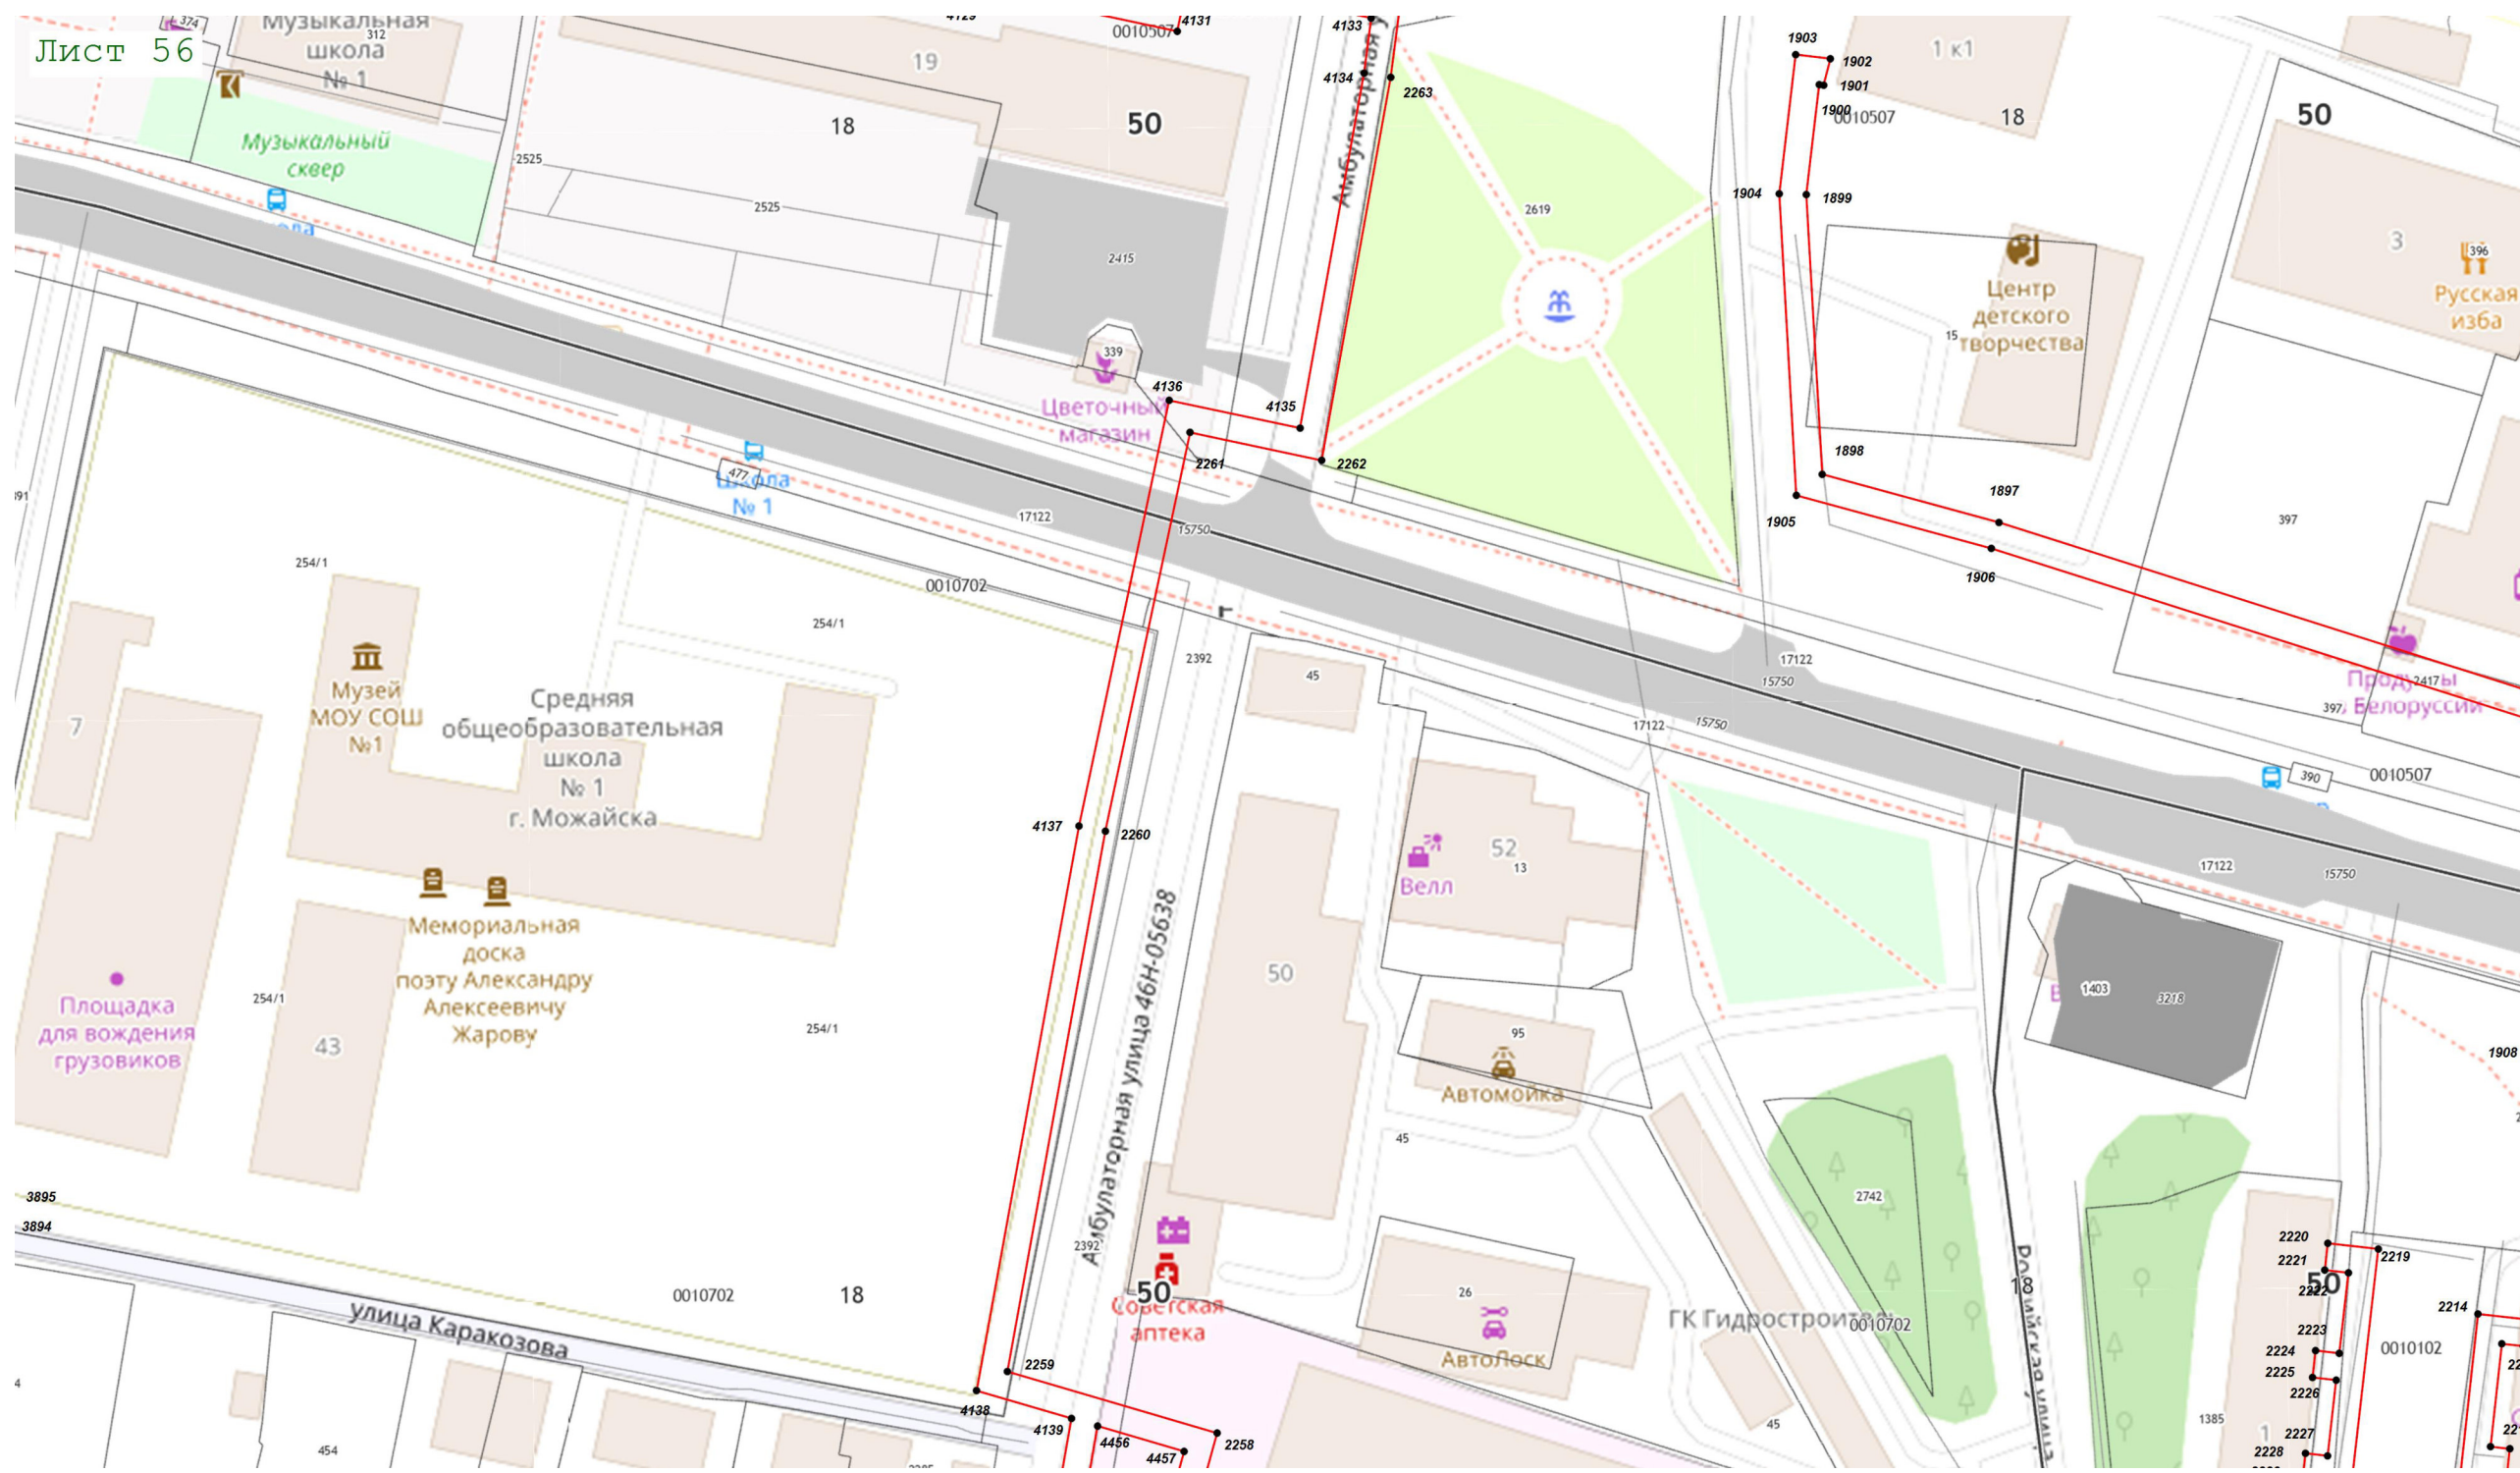 Лист 56
374
Музыкальная
школа
№ 1
312
Музыкальный
сквер
2525
2525
18
19
50
2415
4131
0010507
4133
4134
2263
Амбулаторная у
2619
1903
1902
1901
1900
0010507
1904
1899
1 к1
18
50
3
396
Русская
изба
Центр
детского
творчества
15
339
Цветочный
магазин
4136
4135
2261
2262
1898
1897
1905
1906
397
477
Школа
№ 1
17122
15750
254/1
0010702
254/1
2392
45
17122
15750
17122
15750
2417
397
Продукты
Белоруссии
390
0010507
17122
15750
7
Музей
МОУ СОШ
№1
Средняя
общеобразовательная
школа
№ 1
г. Можайска
4137
2260
52
13
Велл
Мемориальная
доска
поэту Александру
Алексеевичу
Жарову
Площадка
для вождения
грузовиков
254/1
43
254/1
50
Амбулаторная улица 46Н-05638
95
Автомойка
45
1403
3218
1908
2742
3895
3894
2392
50
Советская
аптека
0010702
18
улица Каракозова
26
АвтоЛоск
ГК Гидростроитель
0010702
18
Российская улица
2220
2219
2221
50
2222
2214
2223
2224
2225
2226
0010102
2227
2228
1385
1
45
2259
4138
4139
4456
4457
2258
454
4